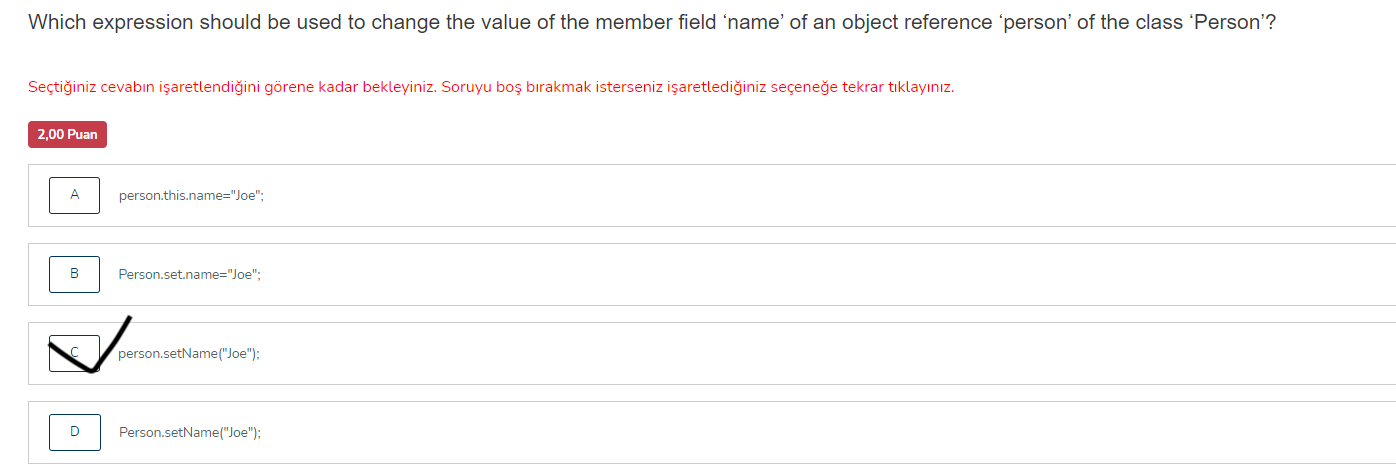 Which expression should be used to change the value of the member field ‘name’ of an object reference ‘person’ of the class ‘Person’?
Seçtiğiniz cevabın işaretlendiğini görene kadar bekleyiniz. Soruyu boş bırakmak isterseniz işaretlediğiniz seçeneğe tekrar tıklayınız.
2,00 Puan
A person.this.name="Joe";
B Person.set.name="Joe";
C person.setName("Joe");
D Person.setName("Joe");